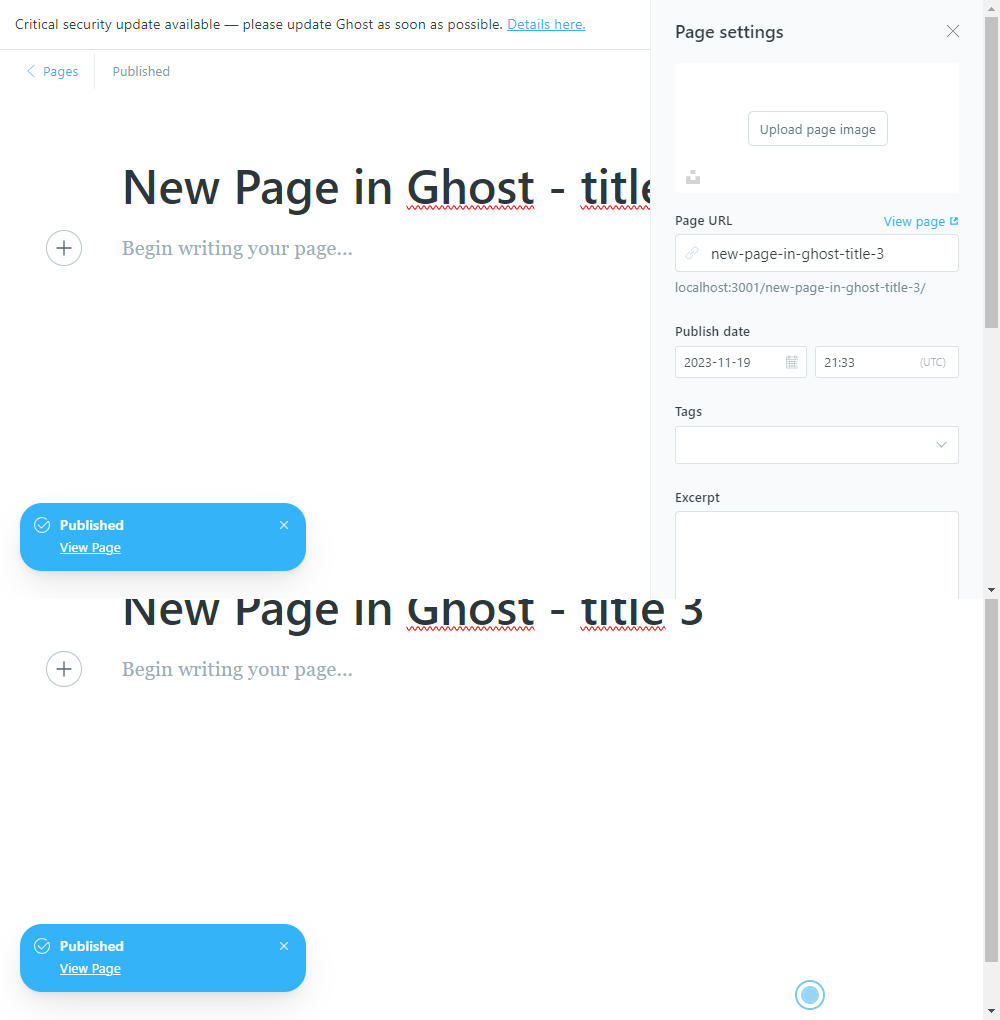 Critical security update available — please update Ghost as soon as possible. Details here.
Pages
Published
New Page in Ghost - title
Begin writing your page...
Published
View Page
Page settings
Upload page image
Page URL
View page
new-page-in-ghost-title-3
localhost:3001/new-page-in-ghost-title-3/
Publish date
2023-11-19
21:33
(UTC)
Tags
Excerpt
New Page in Ghost - title 3
Begin writing your page...
Published
View Page